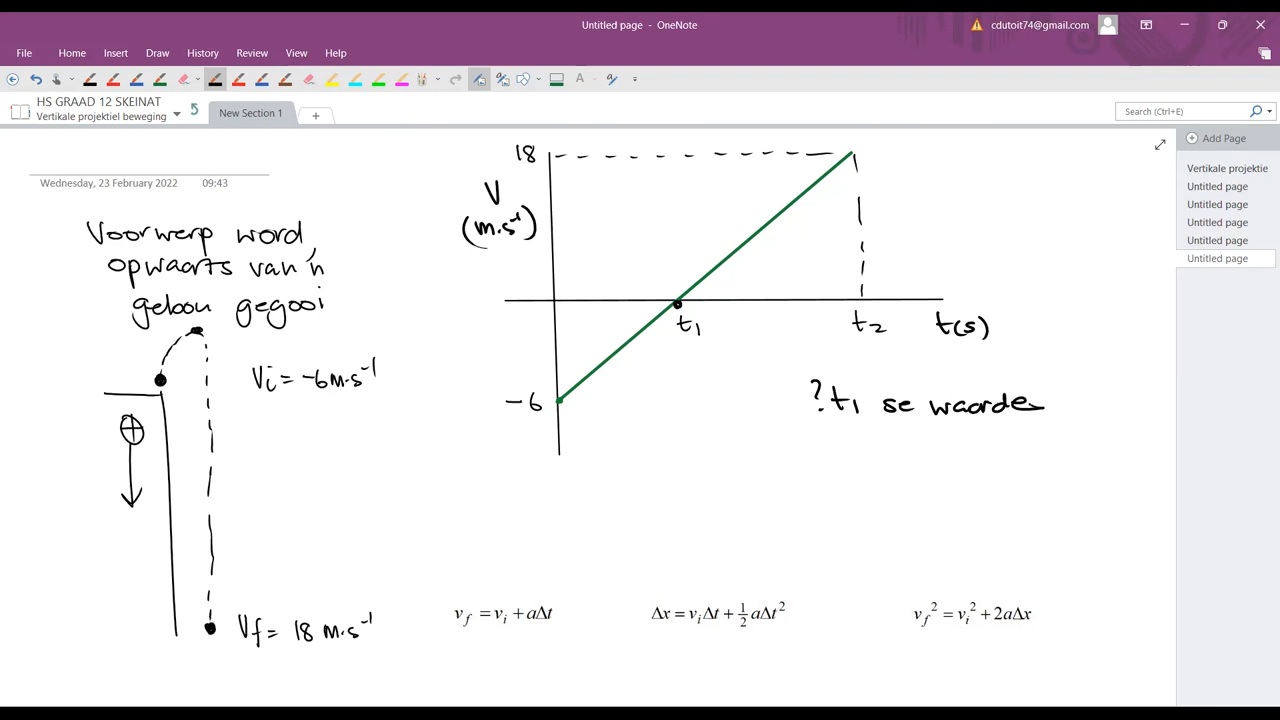 Untitled page - OneNote
cdutoit74@gmail.com
File Home Insert Draw History Review View Help
HS GRAAD 12 SKEINAT
Vertikale projektiel beweging
New Section 1
Search (Ctrl+E)
Add Page
Vertikale projektie
Untitled page
Untitled page
Untitled page
Untitled page
Untitled page
Wednesday, 23 February 2022 09:43
Voorwerp word
opwaarts van 'n
gebou gegooi
Vi = -6 m·s⁻¹
Vf = 18 m·s⁻¹
18
V
(m·s⁻¹)
t₁
t₂
t(s)
-6
? t₁ se waarde
v_f = v_i + aΔt
Δx = v_iΔt + ½ aΔt²
v_f² = v_i² + 2aΔx